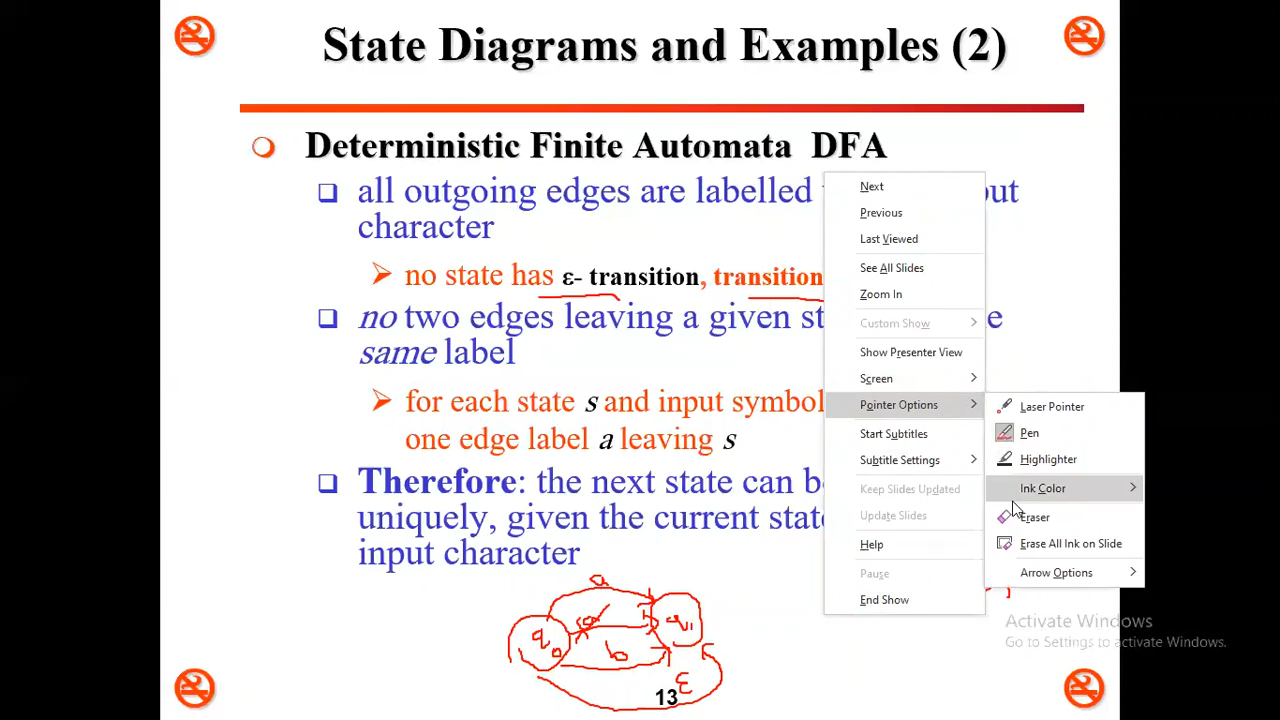 State Diagrams and Examples (2)
Deterministic Finite Automata DFA
all outgoing edges are labelled
character
no state has ε- transition, transition
no two edges leaving a given st
same label
for each state s and input symbol
one edge label a leaving s
Therefore: the next state can
uniquely, given the current state
input character
Next
Previous
Last Viewed
See All Slides
Zoom In
Custom Show
Show Presenter View
Screen
Pointer Options
Start Subtitles
Subtitle Settings
Keep Slides Updated
Update Slides
Help
Pause
End Show
Laser Pointer
Pen
Highlighter
Ink Color
Eraser
Erase All Ink on Slide
Arrow Options
a
q0
a
q1
b
ε
13
Activate Windows
Go to Settings to activate Windows.